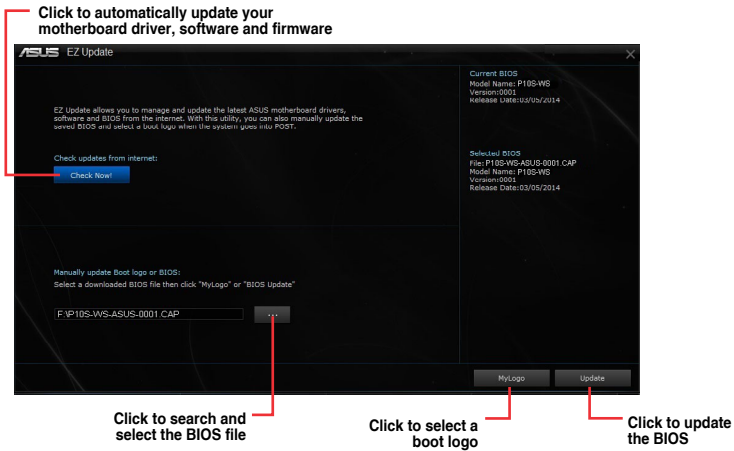 Click to automatically update your
motherboard driver, software and firmware
ASUS EZ Update
EZ Update allows you to manage and update the latest ASUS motherboard drivers,
software and BIOS from the internet. With this utility, you can also manually update the
saved BIOS and select a boot logo when the system goes into POST.
Check updates from internet:
Check Now!
Manually update Boot logo or BIOS:
Select a downloaded BIOS file then click "MyLogo" or "BIOS Update"
F:\P10S-WS-ASUS-0001.CAP
...
Current BIOS
Model Name: P10S-WS
Version:0001
Release Date:03/05/2014
Selected BIOS
File: P10S-WS-ASUS-0001.CAP
Model Name: P10S-WS
Version:0001
Release Date:03/05/2014
MyLogo
Update
Click to search and
select the BIOS file
Click to select a
boot logo
Click to update
the BIOS